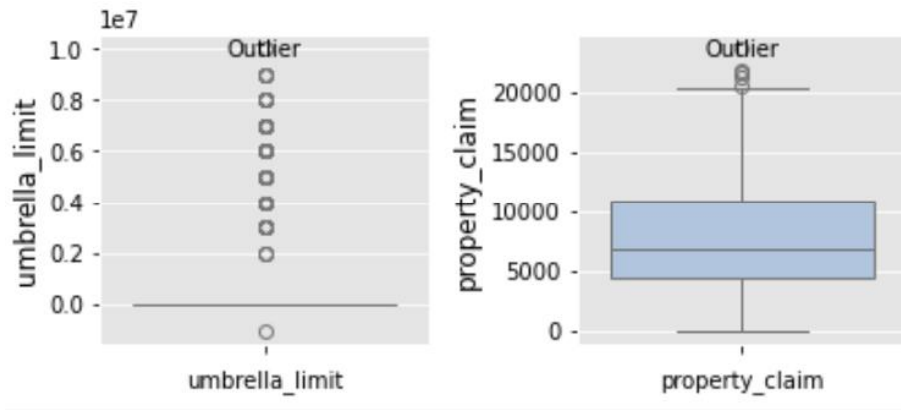 1e7
Outlier
1.0
0.8
0.6
0.4
0.2
0.0
umbrella_limit
umbrella_limit
Outlier
20000
15000
10000
5000
0
property_claim
property_claim